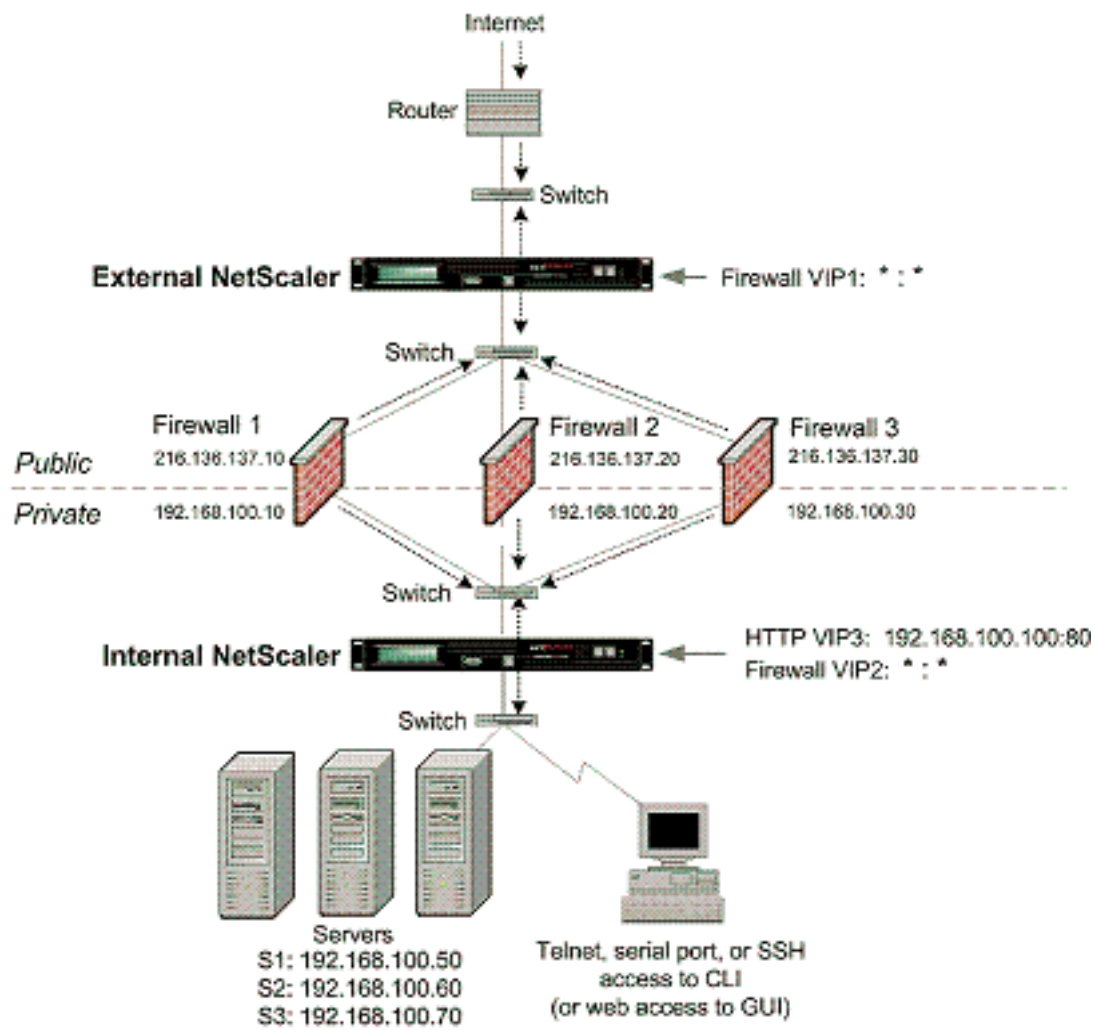 Internet
Router
Switch
External NetScaler
Firewall VIP1: * : *
Switch
Firewall 1
Firewall 2
Firewall 3
Public
216.136.137.10
216.136.137.20
216.136.137.30
Private
192.168.100.10
192.168.100.20
192.168.100.30
Switch
Internal NetScaler
HTTP VIP3: 192.168.100.100:80
Firewall VIP2: * : *
Switch
Servers
S1: 192.168.100.50
S2: 192.168.100.60
S3: 192.168.100.70
Telnet, serial port, or SSH
access to CLI
(or web access to GUI)